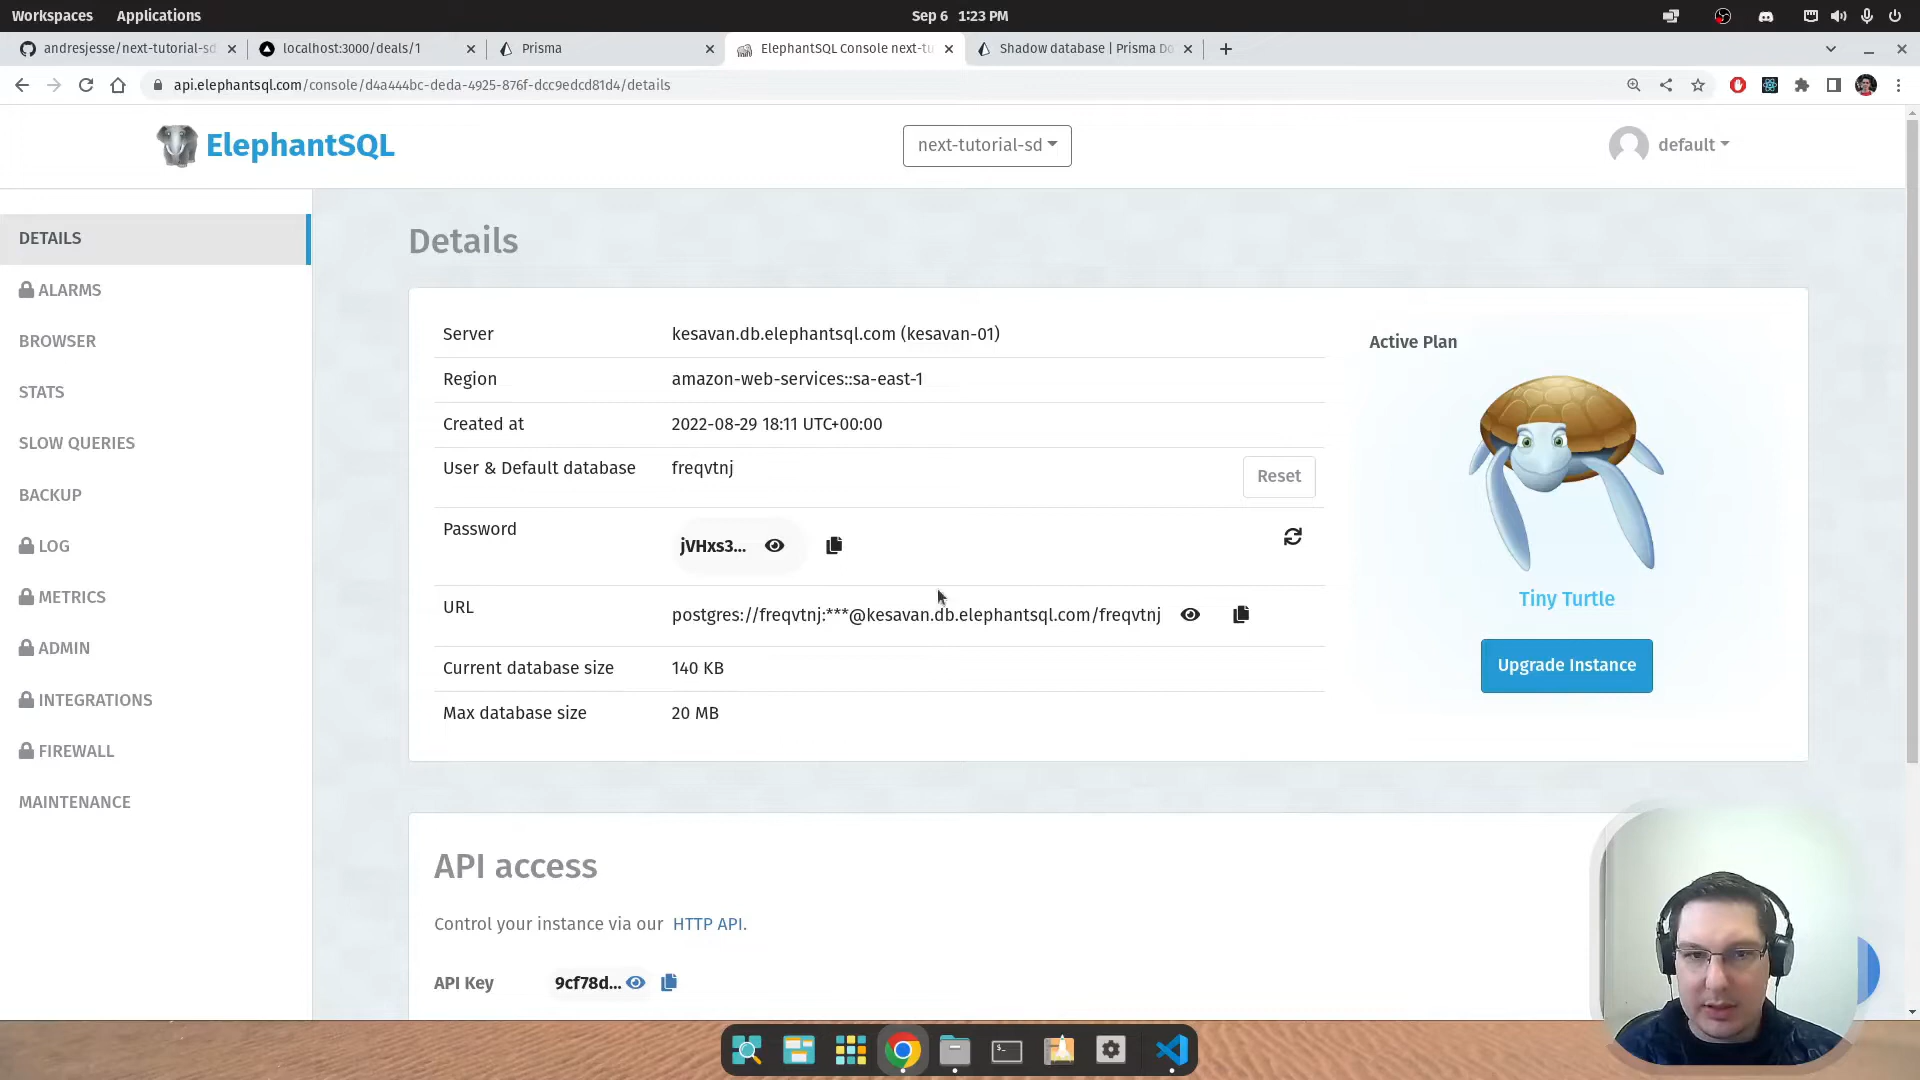 Workspaces
Applications
Sep 6 1:23 PM
andresjesse/next-tutorial-sd
localhost:3000/deals/1
Prisma
ElephantSQL Console next-tu
Shadow database | Prisma Do
api.elephantsql.com/console/d4a444bc-deda-4925-876f-dcc9edcd81d4/details
ElephantSQL
next-tutorial-sd
default
DETAILS
ALARMS
BROWSER
STATS
SLOW QUERIES
BACKUP
LOG
METRICS
ADMIN
INTEGRATIONS
FIREWALL
MAINTENANCE
Details
Server kesavan.db.elephantsql.com (kesavan-01)
Region amazon-web-services::sa-east-1
Created at 2022-08-29 18:11 UTC+00:00
User & Default database freqvtnj Reset
Password jVHxs3...
URL postgres://freqvtnj:***@kesavan.db.elephantsql.com/freqvtnj
Current database size 140 KB
Max database size 20 MB
Active Plan
Tiny Turtle
Upgrade Instance
API access
Control your instance via our HTTP API.
API Key 9cf78d...